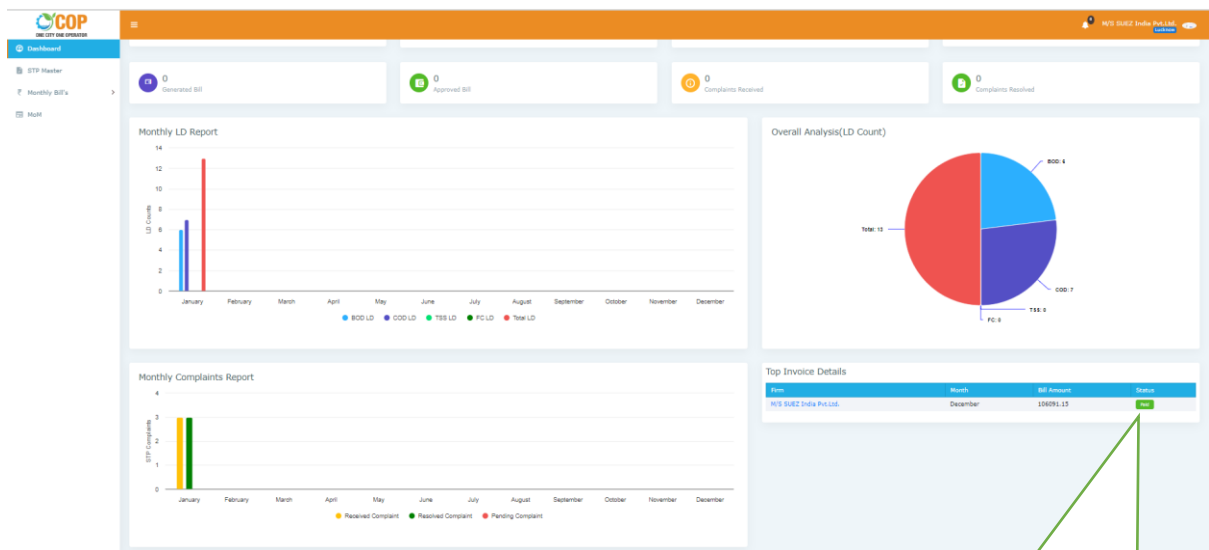 COP
ONE CITY ONE OPERATOR
M/S SUEZ India Pvt.Ltd.
Lucknow
Dashboard
STP Master
₹ Monthly Bill's
MoM
0
Generated Bill
0
Approved Bill
0
Complaints Received
0
Complaints Resolved
Monthly LD Report
14
12
10
8
6
4
2
0
LD Counts
January February March April May June July August September October November December
BOD LD COD LD TSS LD FC LD Total LD
Overall Analysis(LD Count)
BOD: 6
Total: 13
COD: 7
TSS: 0
FC: 0
Monthly Complaints Report
4
3
2
1
0
STP Complaints
January February March April May June July August September October November December
Received Complaint Resolved Complaint Pending Complaint
Top Invoice Details
Firm Month Bill Amount Status
M/S SUEZ India Pvt.Ltd. December 106091.15